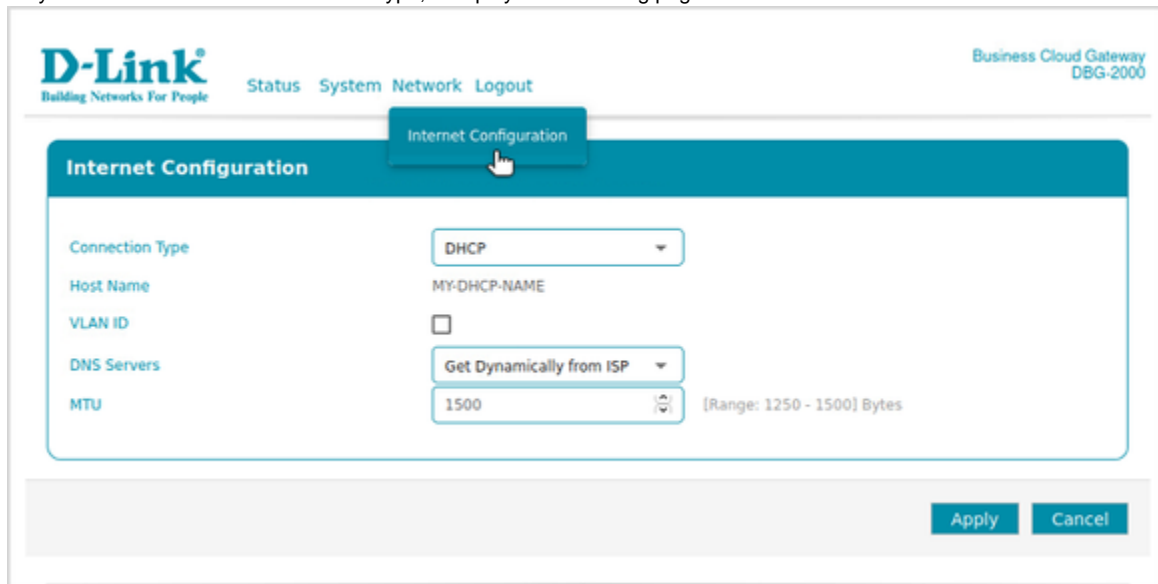 D-Link
Building Networks For People
Status System Network Logout
Business Cloud Gateway
DBG-2000
Internet Configuration
Internet Configuration
Connection Type DHCP
Host Name MY-DHCP-NAME
VLAN ID
DNS Servers Get Dynamically from ISP
MTU 1500 [Range: 1250 - 1500] Bytes
Apply Cancel